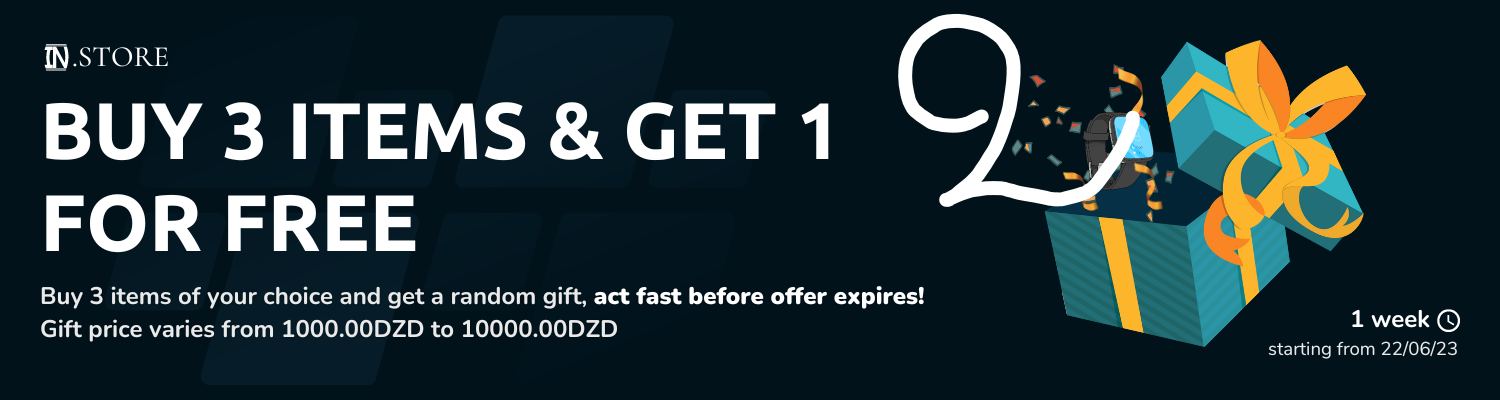 IN.STORE
BUY 3 ITEMS & GET 1
FOR FREE
2
Buy 3 items of your choice and get a random gift, act fast before offer expires!
Gift price varies from 1000.00DZD to 10000.00DZD
1 week
starting from 22/06/23